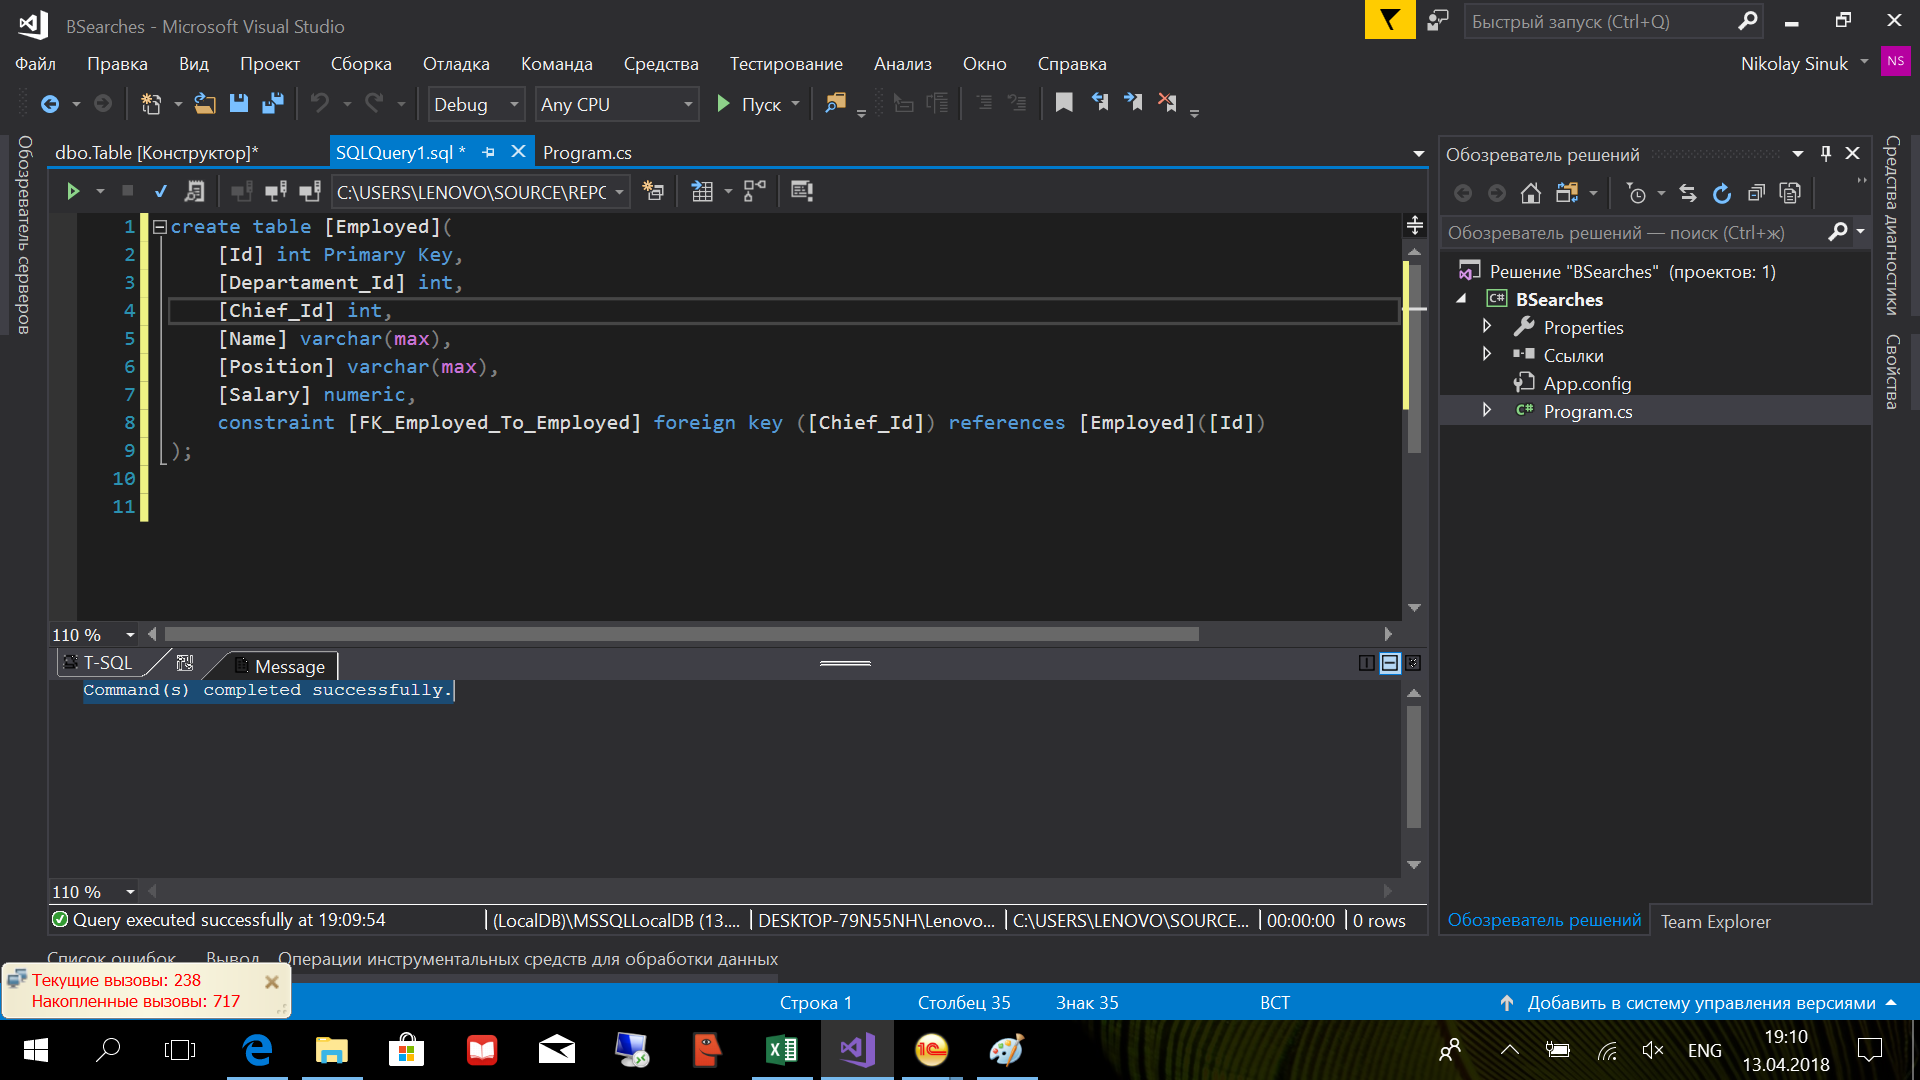 BSearches - Microsoft Visual Studio
Быстрый запуск (Ctrl+Q)
Файл Правка Вид Проект Сборка Отладка Команда Средства Тестирование Анализ Окно Справка
Nikolay Sinuk NS
Debug Any CPU Пуск
Обозреватель серверов
dbo.Table [Конструктор]* SQLQuery1.sql * Program.cs
C:\USERS\LENOVO\SOURCE\REPO
1 create table [Employed](
2 [Id] int Primary Key,
3 [Departament_Id] int,
4 [Chief_Id] int,
5 [Name] varchar(max),
6 [Position] varchar(max),
7 [Salary] numeric,
8 constraint [FK_Employed_To_Employed] foreign key ([Chief_Id]) references [Employed]([Id])
9 );
10
11
110 %
T-SQL Message
Command(s) completed successfully.
110 %
Query executed successfully at 19:09:54 (LocalDB)\MSSQLLocalDB (13.... DESKTOP-79N55NH\Lenovo... C:\USERS\LENOVO\SOURCE... 00:00:00 0 rows
Обозреватель решений
Обозреватель решений — поиск (Ctrl+ж)
Решение "BSearches" (проектов: 1)
C# BSearches
Properties
Ссылки
App.config
C# Program.cs
Обозреватель решений Team Explorer
Средства диагностики
Свойства
Список ошибок Вывод Операции инструментальных средств для обработки данных
Текущие вызовы: 238
Накопленные вызовы: 717
Строка 1 Столбец 35 Знак 35 ВСТ Добавить в систему управления версиями
1С
ENG
19:10
13.04.2018